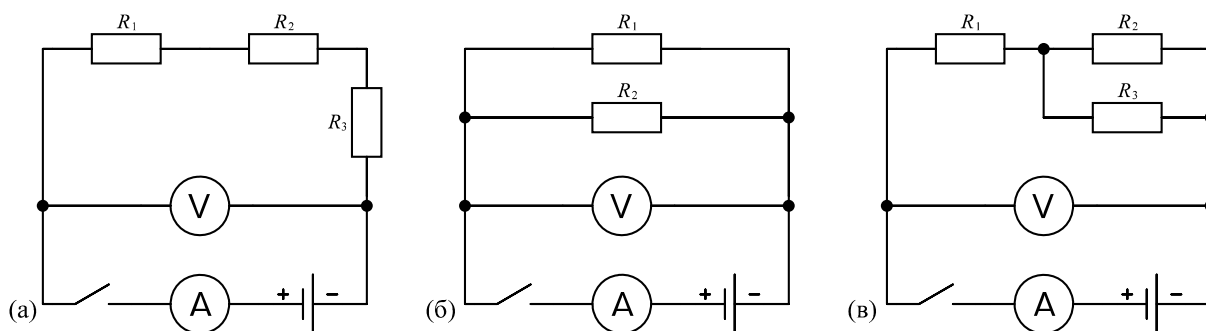 R₁ R₂
R₃
V
(а) A + −
R₁
R₂
V
(б) A + −
R₁ R₂
R₃
V
(в) A + −